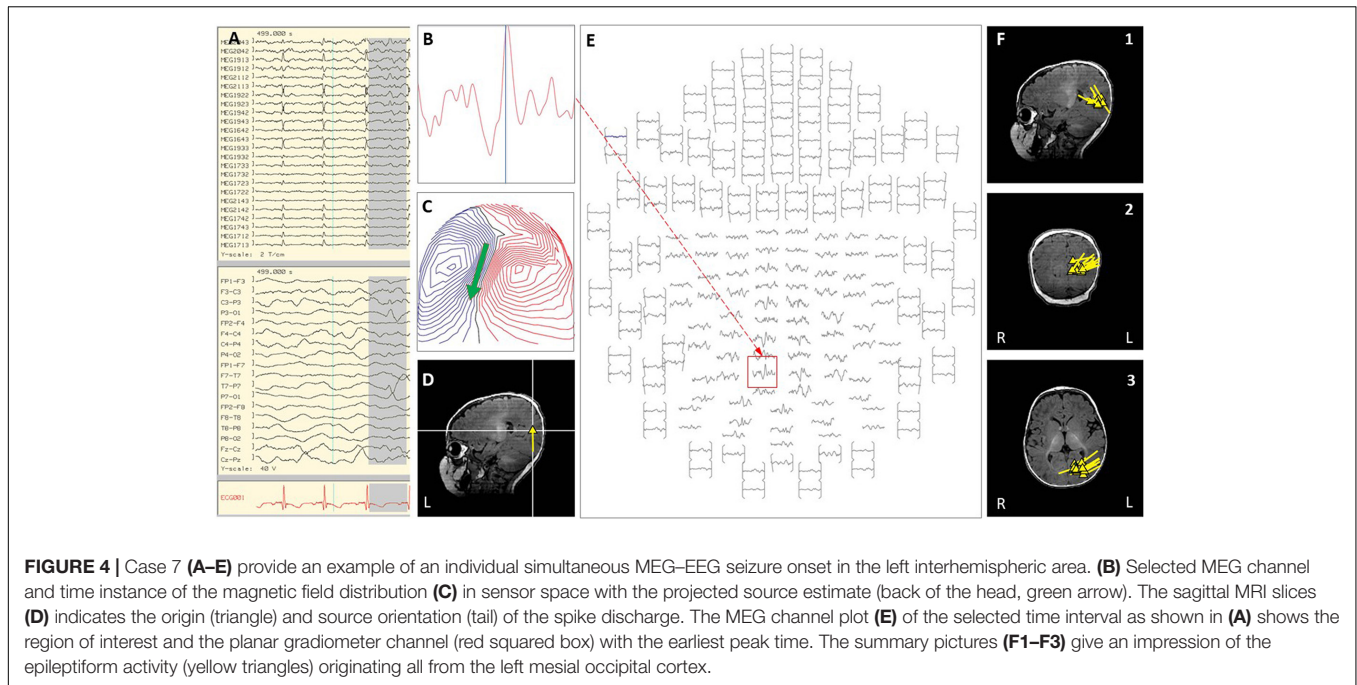 A
499.000 s
MEG2042
MEG1913
MEG1912
MEG2112
MEG2113
MEG1922
MEG1923
MEG1942
MEG1943
MEG1642
MEG1643
MEG1933
MEG1932
MEG1733
MEG1732
MEG1723
MEG1722
MEG2143
MEG2142
MEG1742
MEG1743
MEG1712
MEG1713
Y-scale: 2 T/cm
499.000 s
FP1-F3
F3-C3
C3-P3
P3-O1
FP2-F4
F4-C4
C4-P4
P4-O2
FP1-F7
F7-T7
T7-P7
P7-O1
FP2-F8
F8-T8
T8-P8
P8-O2
Fz-Cz
Cz-Pz
Y-scale: 40 V
ECG001
B
C
D
L
E
F 1
2
R L
3
R L
FIGURE 4 | Case 7 (A–E) provide an example of an individual simultaneous MEG–EEG seizure onset in the left interhemispheric area. (B) Selected MEG channel
and time instance of the magnetic field distribution (C) in sensor space with the projected source estimate (back of the head, green arrow). The sagittal MRI slices
(D) indicates the origin (triangle) and source orientation (tail) of the spike discharge. The MEG channel plot (E) of the selected time interval as shown in (A) shows the
region of interest and the planar gradiometer channel (red squared box) with the earliest peak time. The summary pictures (F1–F3) give an impression of the
epileptiform activity (yellow triangles) originating all from the left mesial occipital cortex.